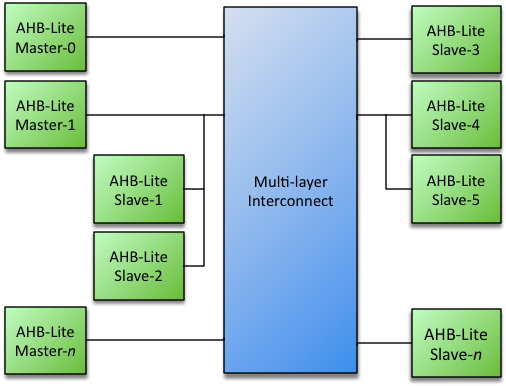 AHB-Lite
Master-0
AHB-Lite
Master-1
AHB-Lite
Slave-1
AHB-Lite
Slave-2
AHB-Lite
Master-n
Multi-layer
Interconnect
AHB-Lite
Slave-3
AHB-Lite
Slave-4
AHB-Lite
Slave-5
AHB-Lite
Slave-n